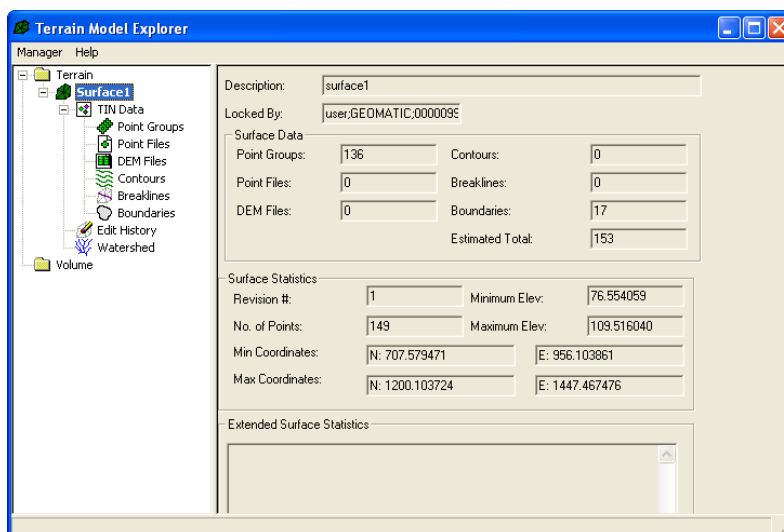 Terrain Model Explorer
Manager Help
Terrain
Surface1
TIN Data
Point Groups
Point Files
DEM Files
Contours
Breaklines
Boundaries
Edit History
Watershed
Volume
Description: surface1
Locked By: user;GEOMATIC;0000099
Surface Data
Point Groups: 136 Contours: 0
Point Files: 0 Breaklines: 0
DEM Files: 0 Boundaries: 17
Estimated Total: 153
Surface Statistics
Revision #: 1 Minimum Elev: 76.554059
No. of Points: 149 Maximum Elev: 109.516040
Min Coordinates: N: 707.579471 E: 956.103861
Max Coordinates: N: 1200.103724 E: 1447.467476
Extended Surface Statistics